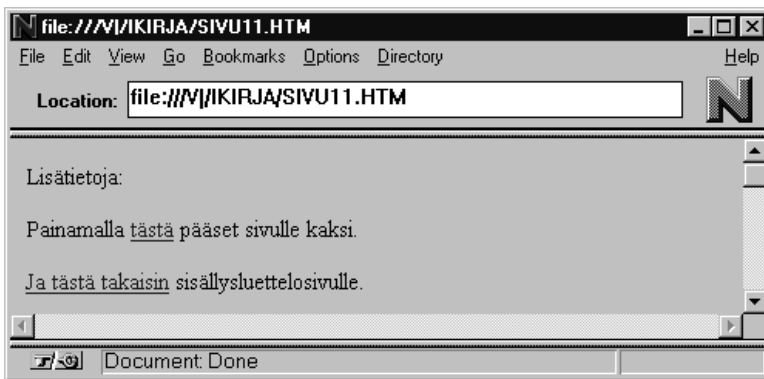 N file:///V|/IKIRJA/SIVU11.HTM
File Edit View Go Bookmarks Options Directory Help
Location: file:///V|/IKIRJA/SIVU11.HTM N
Lisätietoja:
Painamalla tästä pääset sivulle kaksi.
Ja tästä takaisin sisällysluettelosivulle.
Document: Done